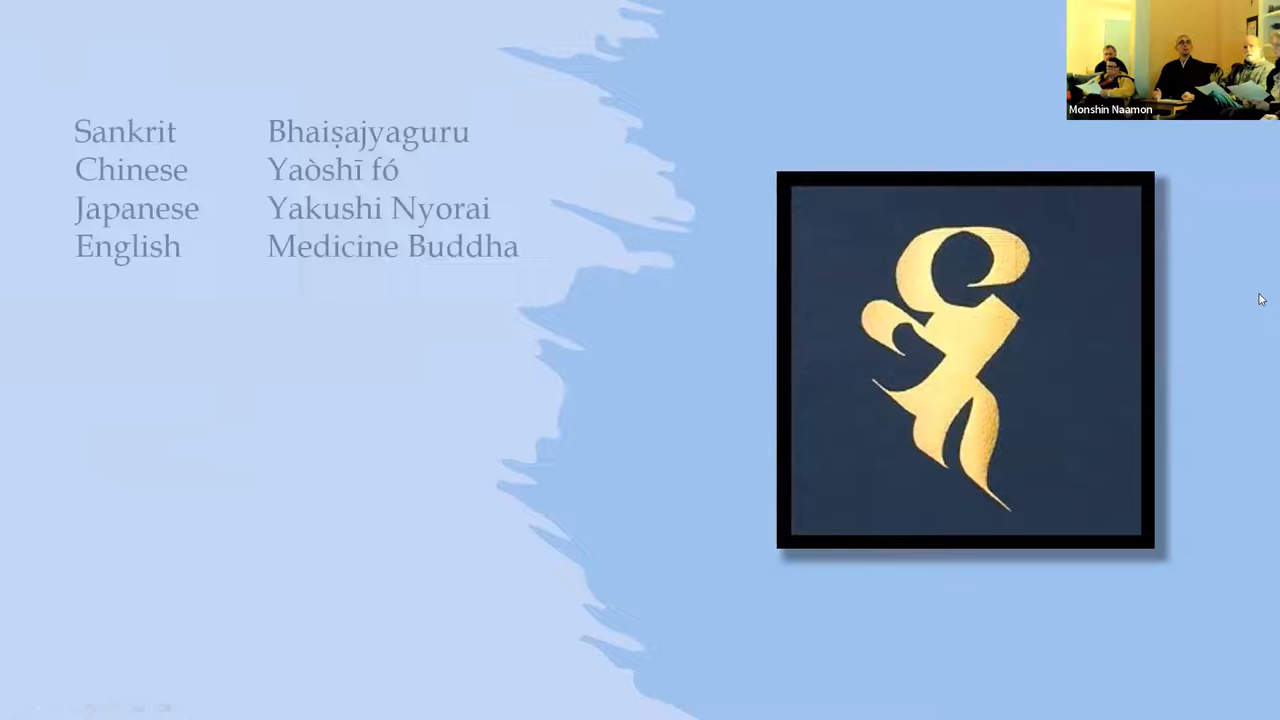 Sankrit Bhaiṣajyaguru
Chinese Yaòshī fó
Japanese Yakushi Nyorai
English Medicine Buddha
Monshin Naamon